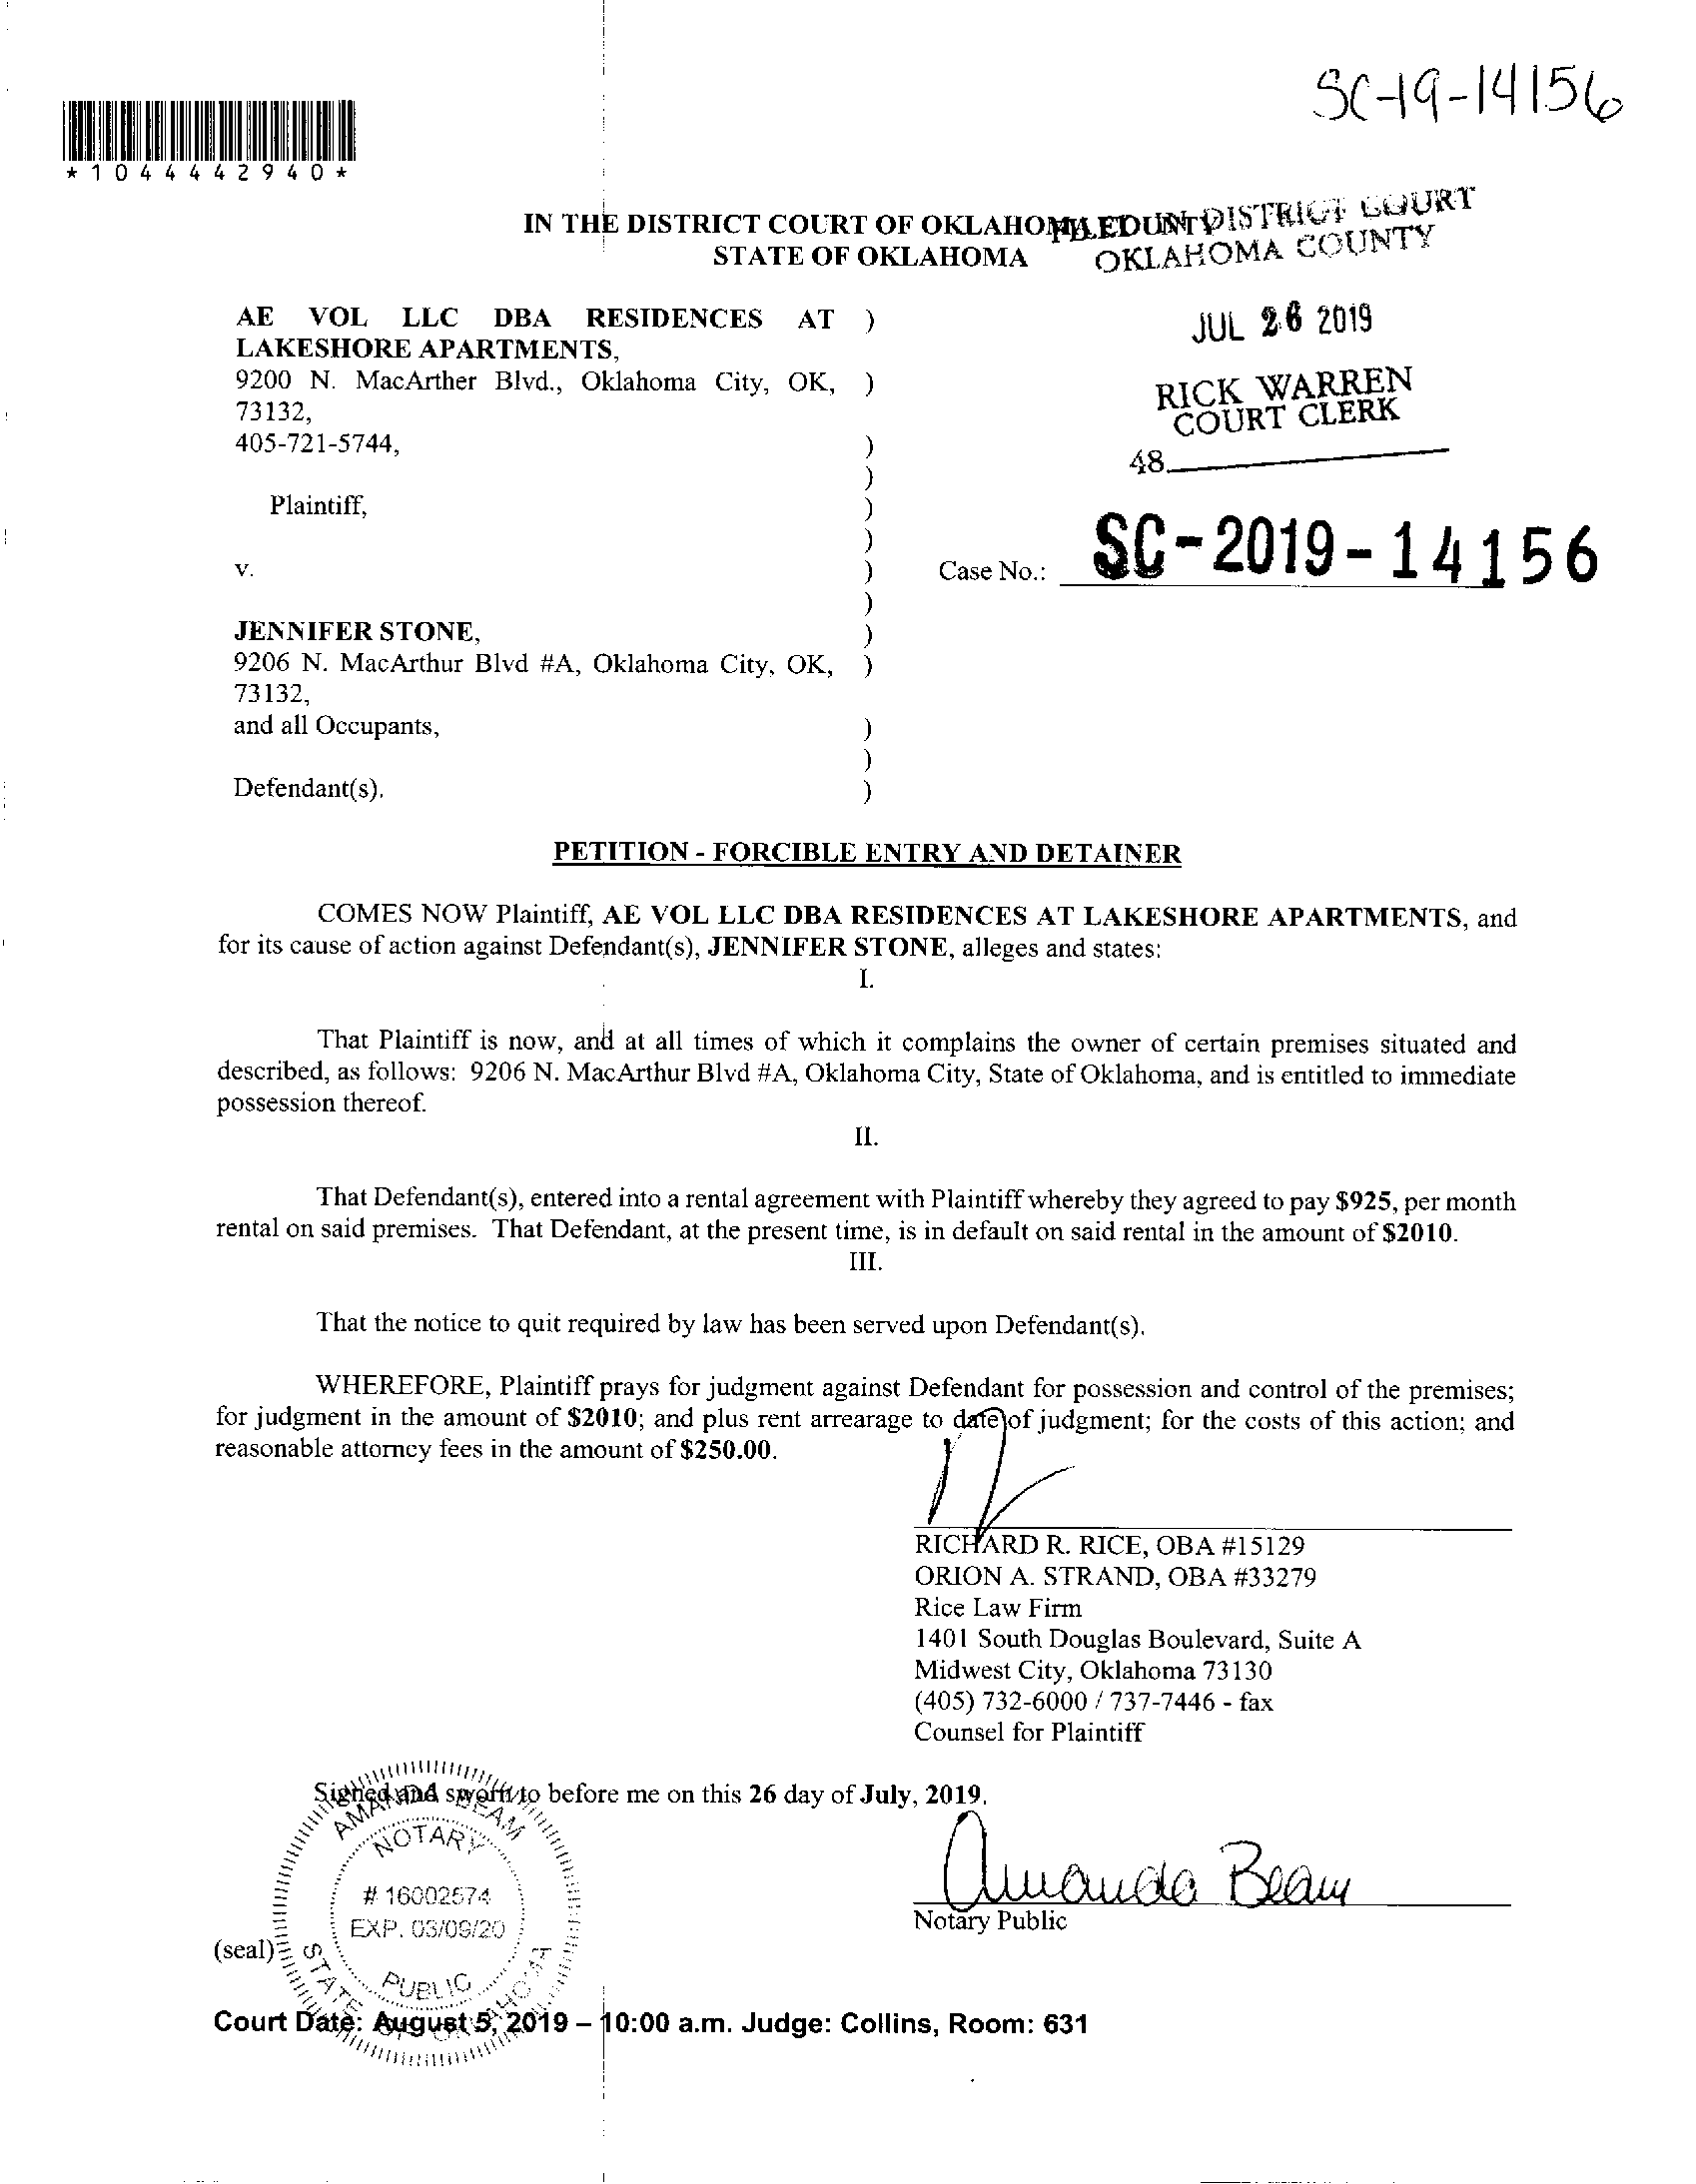 SC-19-14156
*1044442940*
IN THE DISTRICT COURT OF OKLAHOMA COUNTY
STATE OF OKLAHOMA
FILED IN DISTRICT COURT
OKLAHOMA COUNTY
JUL 26 2019
RICK WARREN
COURT CLERK
48
AE VOL LLC DBA RESIDENCES AT )
LAKESHORE APARTMENTS,
9200 N. MacArther Blvd., Oklahoma City, OK, )
73132,
405-721-5744, )
)
Plaintiff, )
)
v. )
Case No.: SC-2019-14156
)
JENNIFER STONE, )
9206 N. MacArthur Blvd #A, Oklahoma City, OK, )
73132,
and all Occupants, )
)
Defendant(s). )
PETITION - FORCIBLE ENTRY AND DETAINER
COMES NOW Plaintiff, AE VOL LLC DBA RESIDENCES AT LAKESHORE APARTMENTS, and
for its cause of action against Defendant(s), JENNIFER STONE, alleges and states:
I.
That Plaintiff is now, and at all times of which it complains the owner of certain premises situated and
described, as follows: 9206 N. MacArthur Blvd #A, Oklahoma City, State of Oklahoma, and is entitled to immediate
possession thereof.
II.
That Defendant(s), entered into a rental agreement with Plaintiff whereby they agreed to pay $925, per month
rental on said premises. That Defendant, at the present time, is in default on said rental in the amount of $2010.
III.
That the notice to quit required by law has been served upon Defendant(s).
WHEREFORE, Plaintiff prays for judgment against Defendant for possession and control of the premises;
for judgment in the amount of $2010; and plus rent arrearage to date of judgment; for the costs of this action; and
reasonable attorney fees in the amount of $250.00.
RICHARD R. RICE, OBA #15129
ORION A. STRAND, OBA #33279
Rice Law Firm
1401 South Douglas Boulevard, Suite A
Midwest City, Oklahoma 73130
(405) 732-6000 / 737-7446 - fax
Counsel for Plaintiff
Signed and sworn to before me on this 26 day of July, 2019.
AMANDA BEAM
NOTARY
# 16002574
EXP. 03/09/20
PUBLIC
STATE OF OKLAHOMA
Amanda Beam
Notary Public
(seal)
Court Date: August 5, 2019 – 10:00 a.m. Judge: Collins, Room: 631